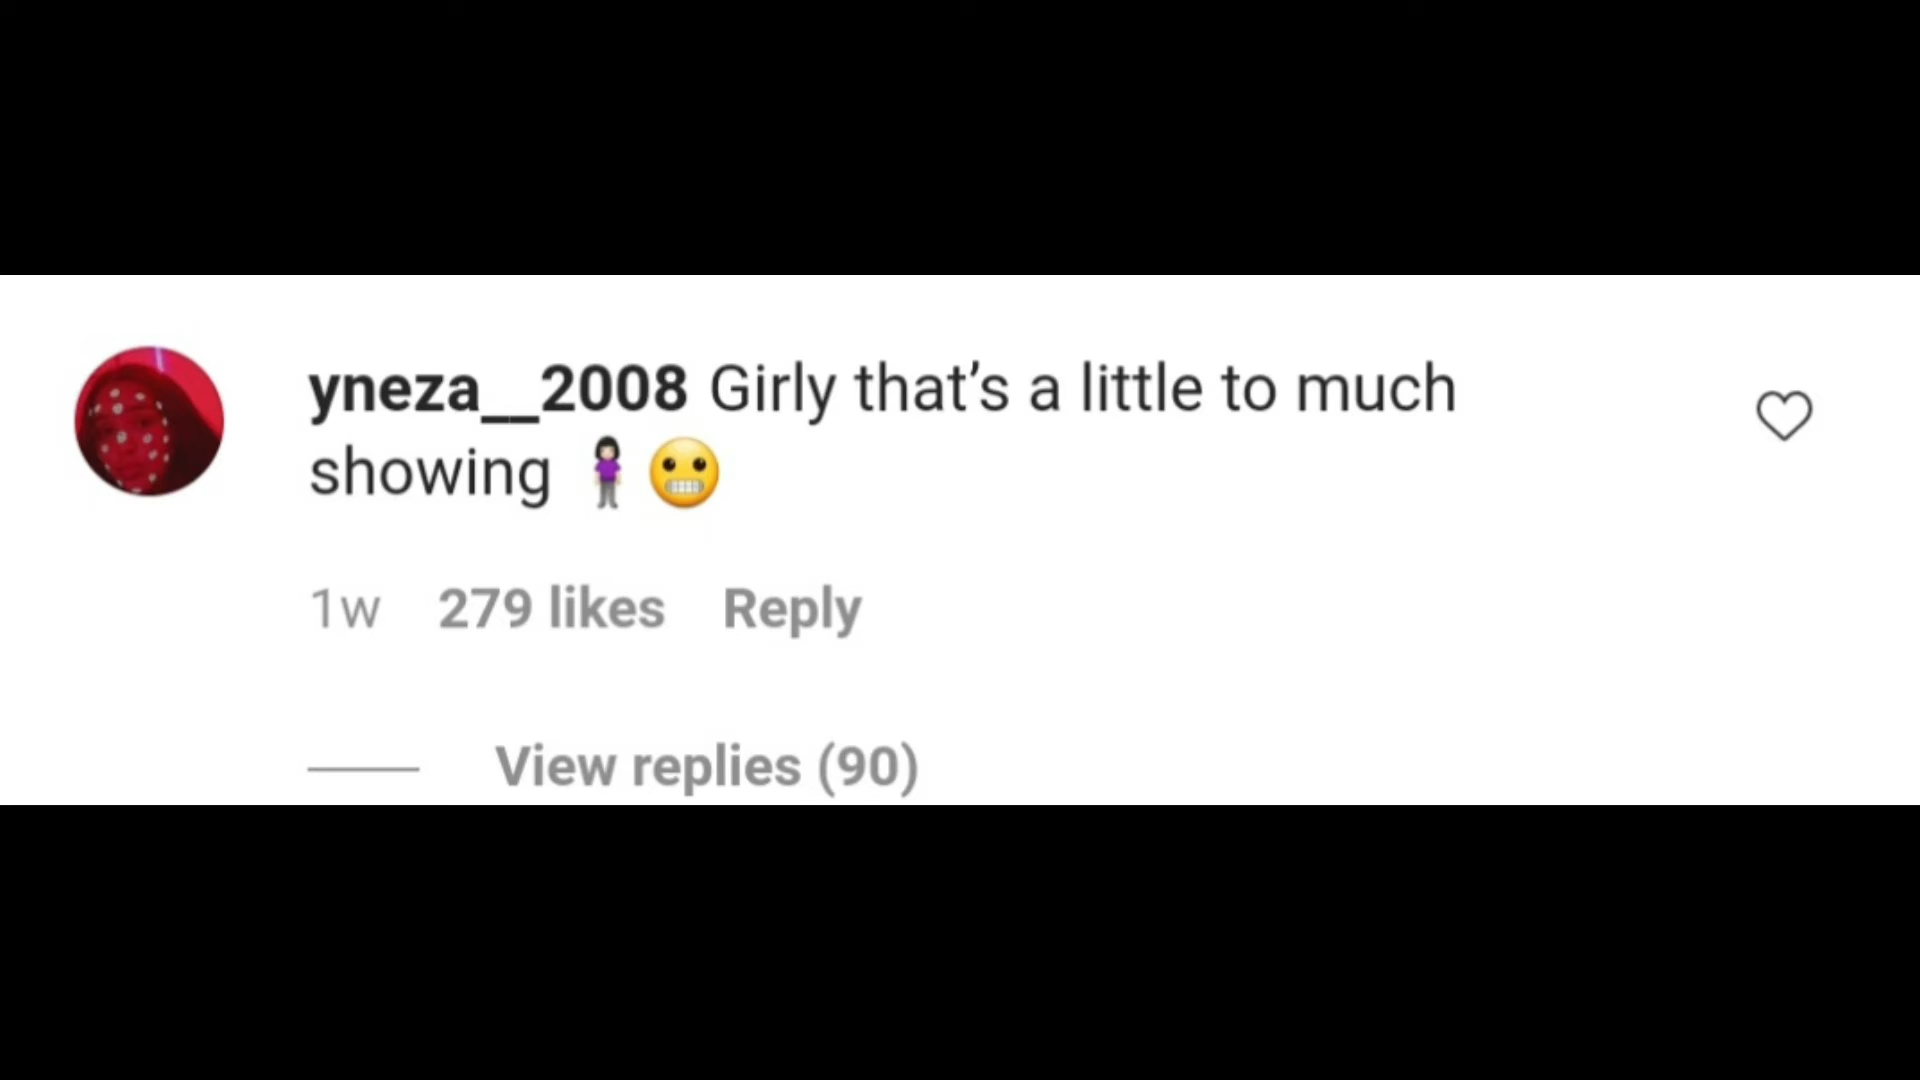 yneza__2008 Girly that’s a little to much
showing 🧍🏻‍♀️😬
1w 279 likes Reply
View replies (90)